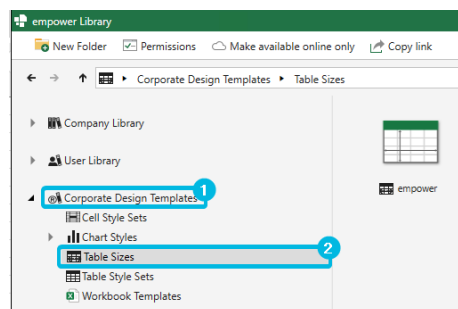 empower Library
New Folder Permissions Make available online only Copy link
Corporate Design Templates Table Sizes
Company Library
User Library
Corporate Design Templates 1
Cell Style Sets
Chart Styles
Table Sizes 2
Table Style Sets
Workbook Templates
empower